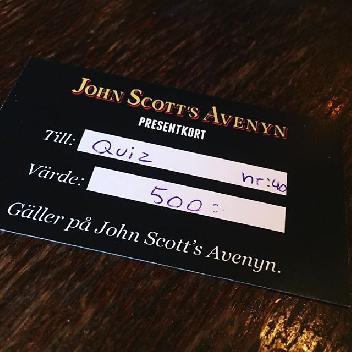 JOHN SCOTT'S AVENYN
PRESENTKORT
Till: Quiz nr:40
Värde: 500:-
Gäller på John Scott's Avenyn.